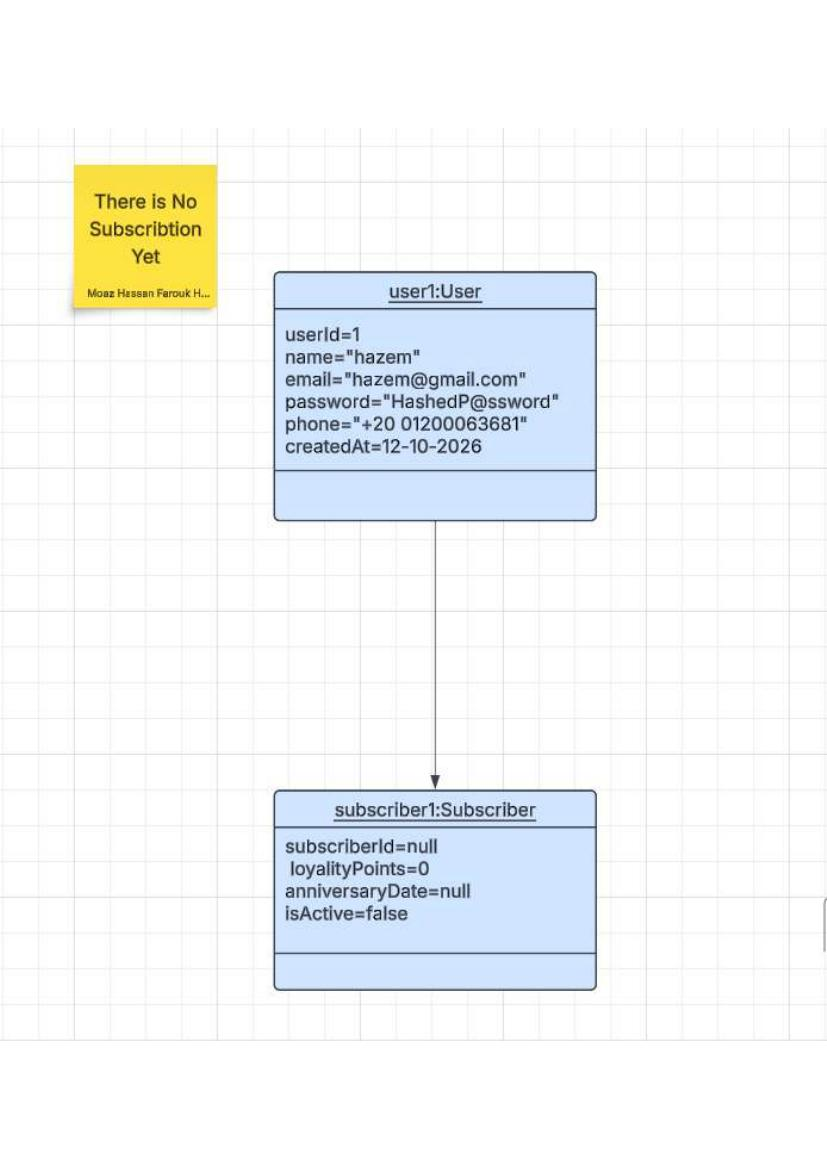 There is No
Subscribtion
Yet
Moaz Hassan Farouk H...
user1:User
userId=1
name="hazem"
email="hazem@gmail.com"
password="HashedP@ssword"
phone="+20 01200063681"
createdAt=12-10-2026
subscriber1:Subscriber
subscriberId=null
loyalityPoints=0
anniversaryDate=null
isActive=false